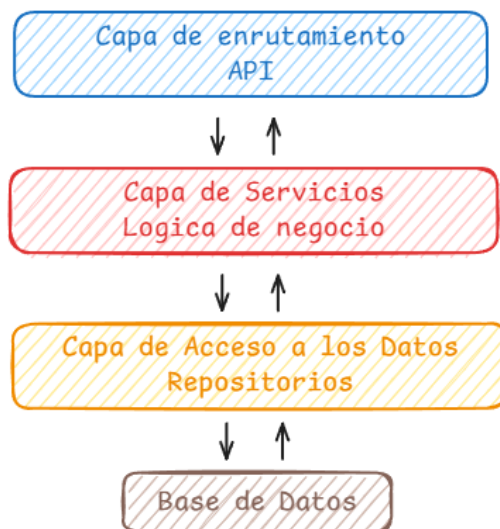 Capa de enrutamiento
API
Capa de Servicios
Logica de negocio
Capa de Acceso a los Datos
Repositorios
Base de Datos